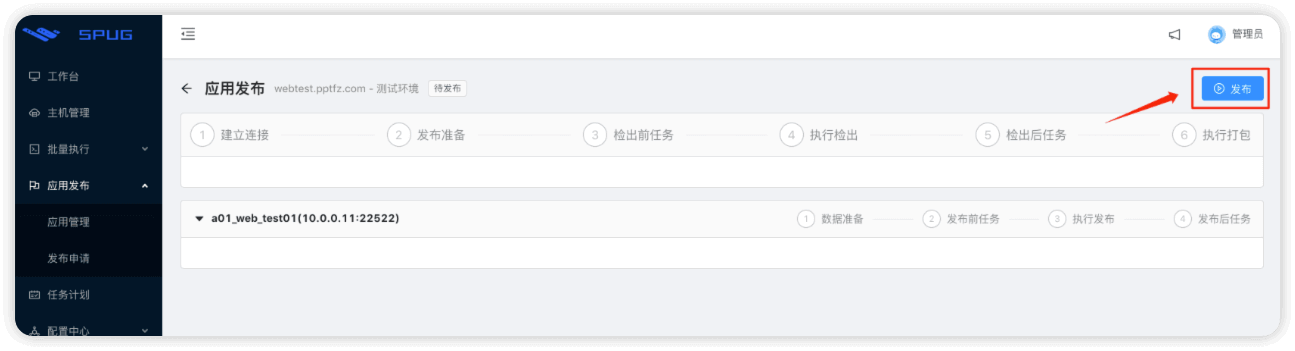 SPUG
管理员
工作台
主机管理
批量执行
应用发布
应用管理
发布申请
任务计划
配置中心
应用发布 webtest.pptfz.com - 测试环境 待发布
发布
1 建立连接 2 发布准备 3 检出前任务 4 执行检出 5 检出后任务 6 执行打包
a01_web_test01(10.0.0.11:22522) 1 数据准备 2 发布前任务 3 执行发布 4 发布后任务